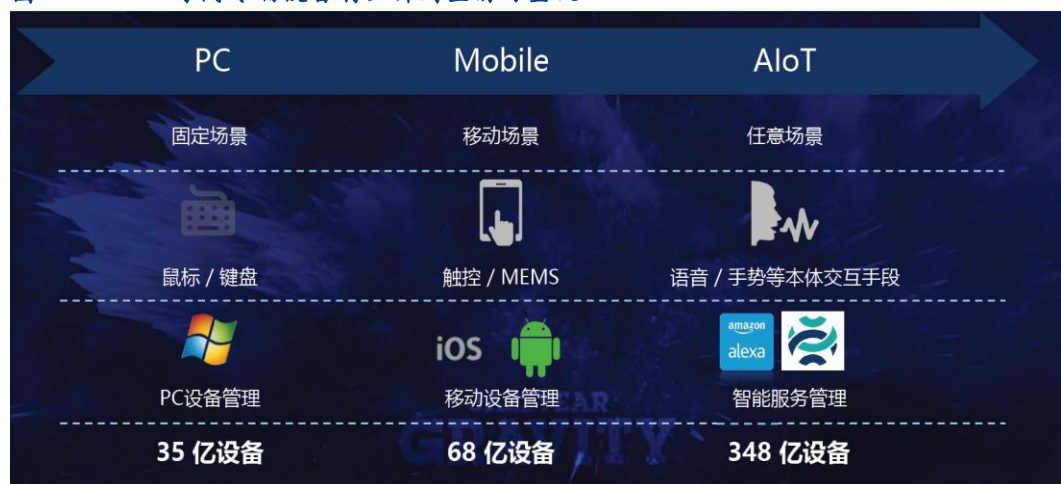 PC Mobile AIoT
固定场景 移动场景 任意场景
鼠标 / 键盘 触控 / MEMS 语音 / 手势等本体交互手段
iOS amazon alexa
PC设备管理 移动设备管理 智能服务管理
GRAVITY
35 亿设备 68 亿设备 348 亿设备